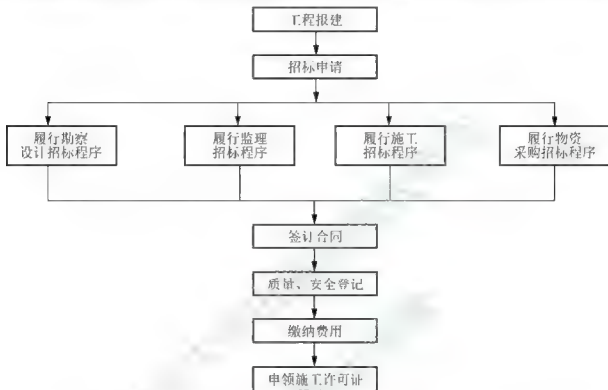 工程报建
招标申请
履行勘察
设计招标程序
履行监理
招标程序
履行施工
招标程序
履行物资
采购招标程序
签订合同
质量、安全登记
缴纳费用
申领施工许可证